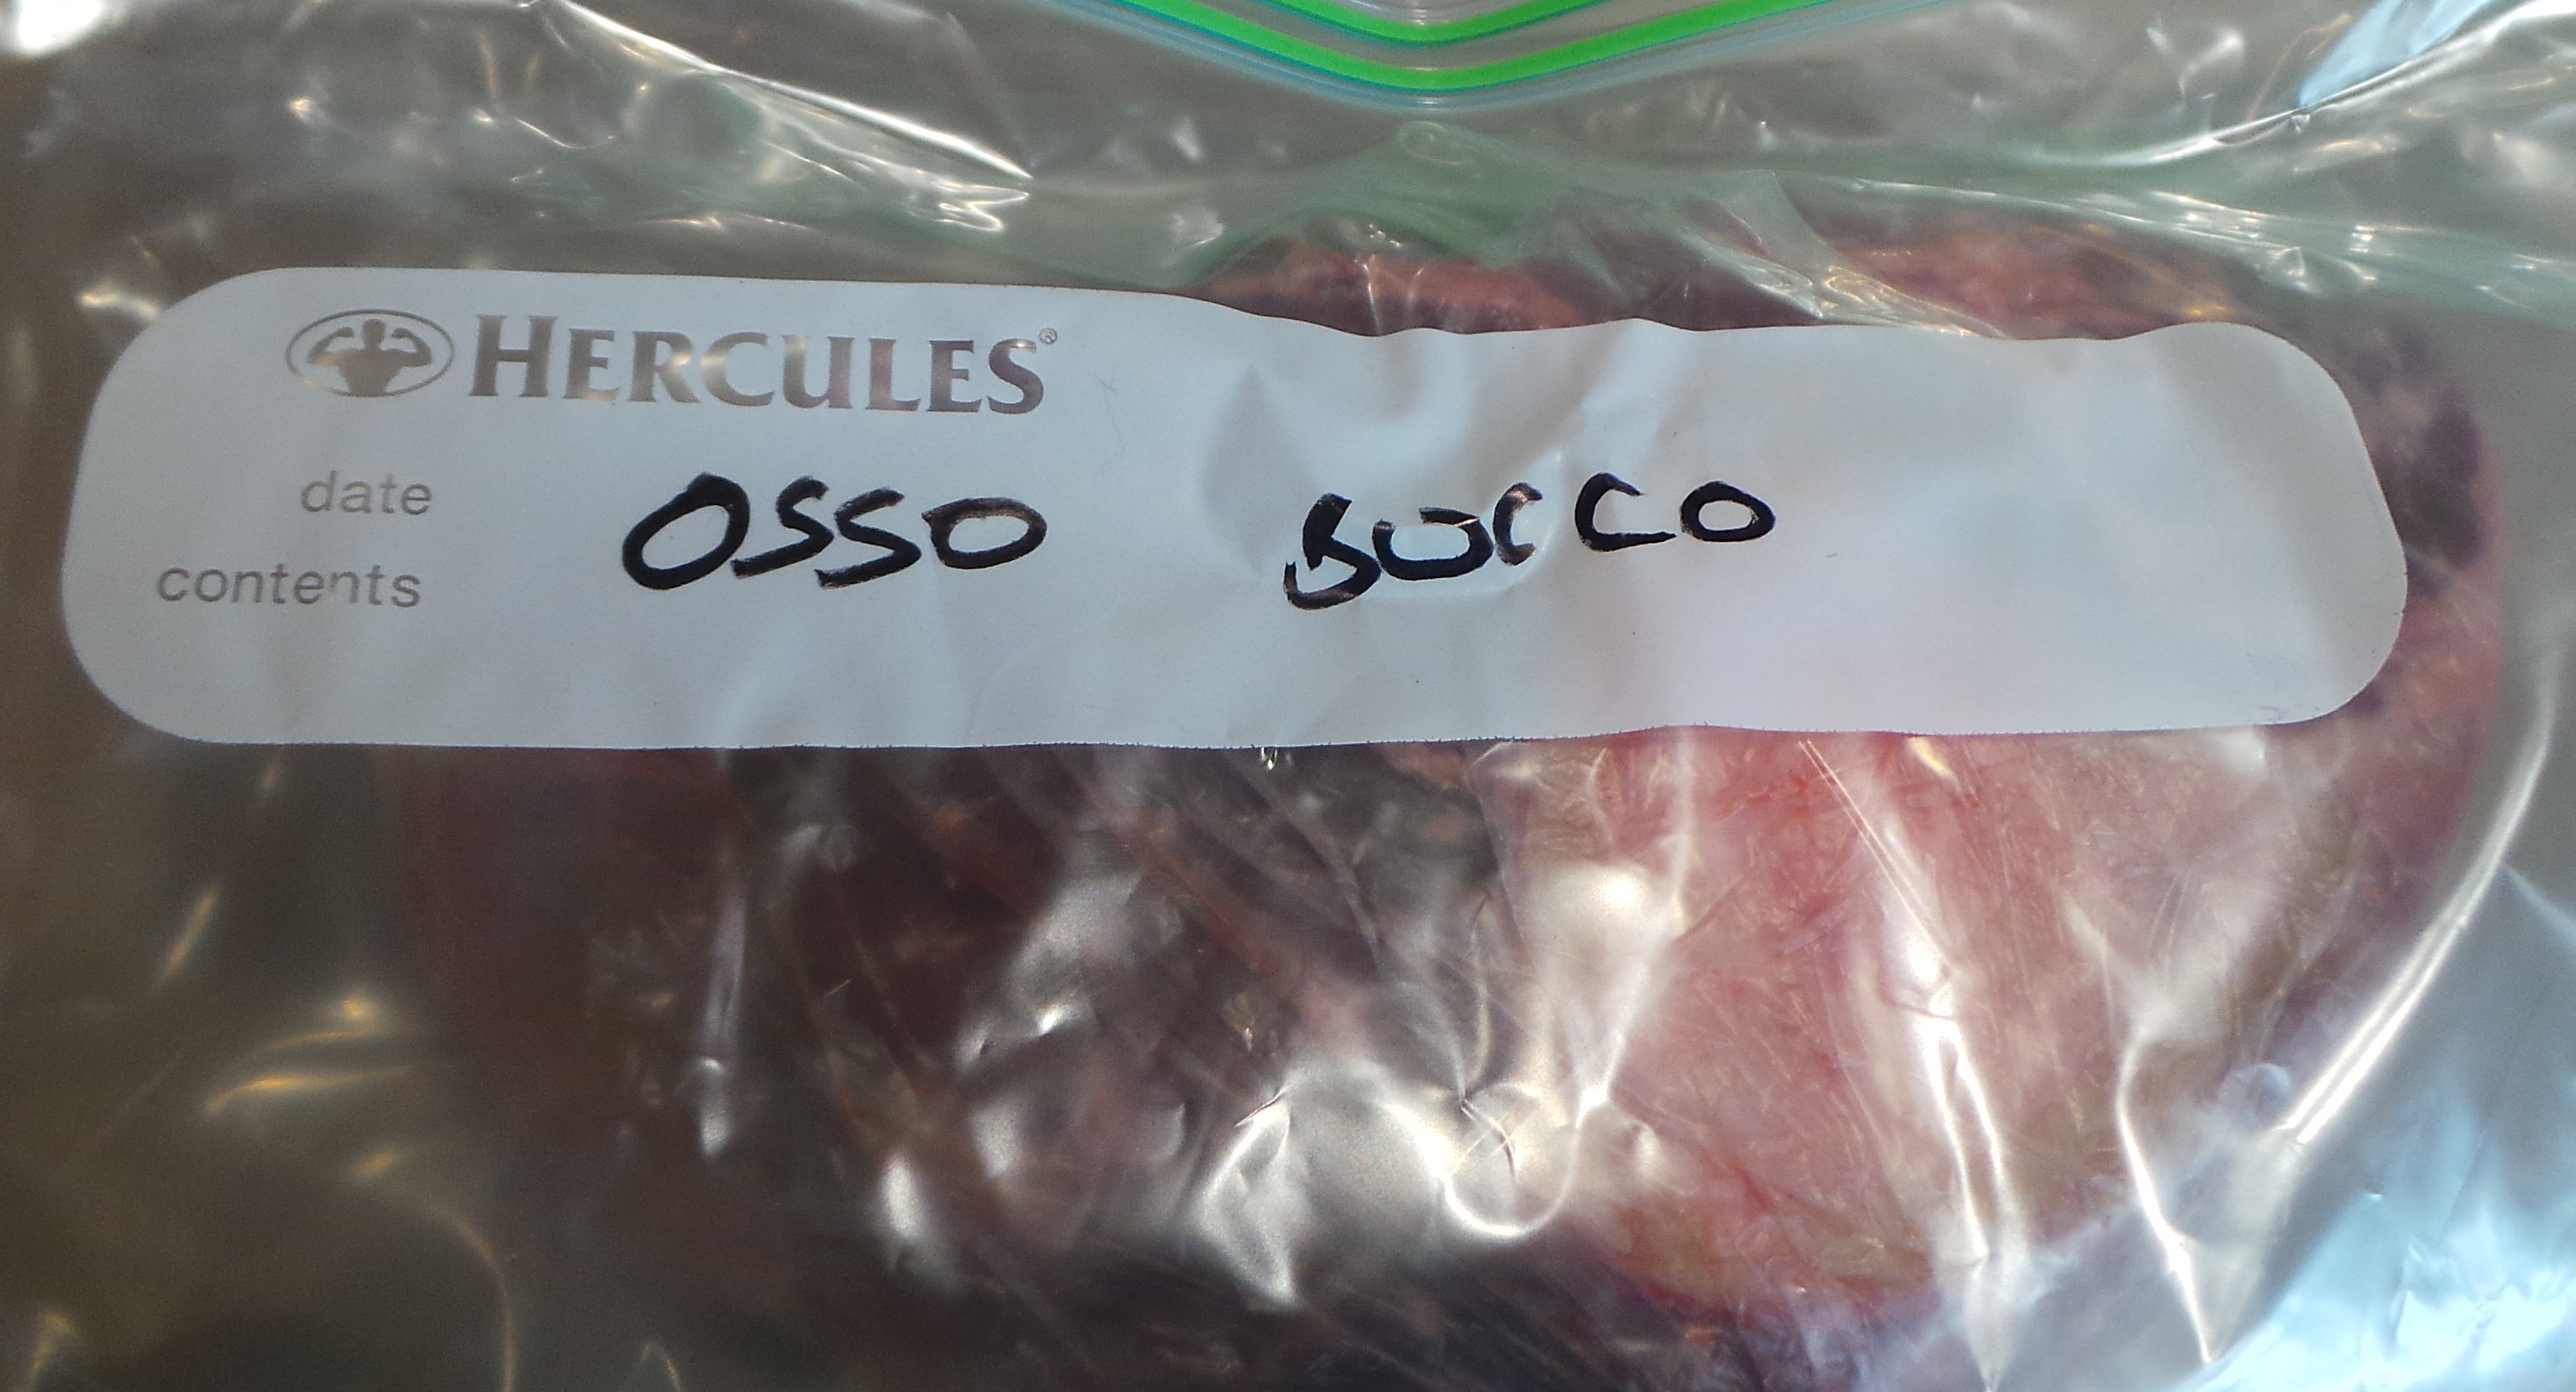 HERCULES®
date
OSSO BUCCO
contents